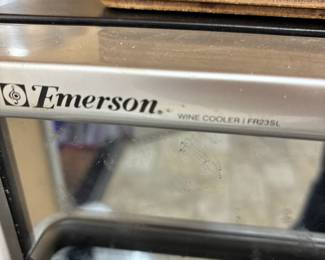 Emerson. WINE COOLER | FR23SL